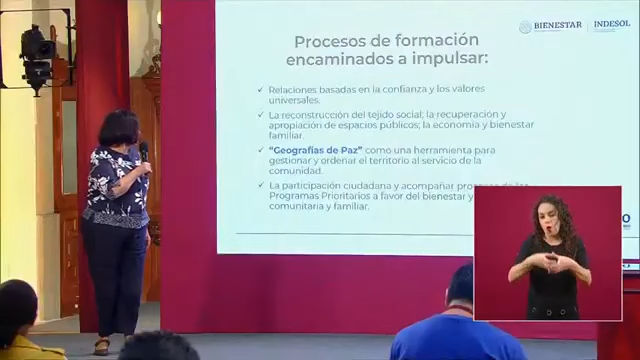 BIENESTAR
INDESOL
Procesos de formación
encaminados a impulsar:
✓ Relaciones basadas en la confianza y los valores
universales.
✓ La reconstrucción del tejido social; la recuperación y
apropiación de espacios públicos; la economía y bienestar
familiar.
✓ "Geografías de Paz" como una herramienta para
gestionar y ordenar el territorio al servicio de la
comunidad.
✓ La participación ciudadana y acompañar
Programas Prioritarios a favor del bienestar y
comunitaria y familiar.